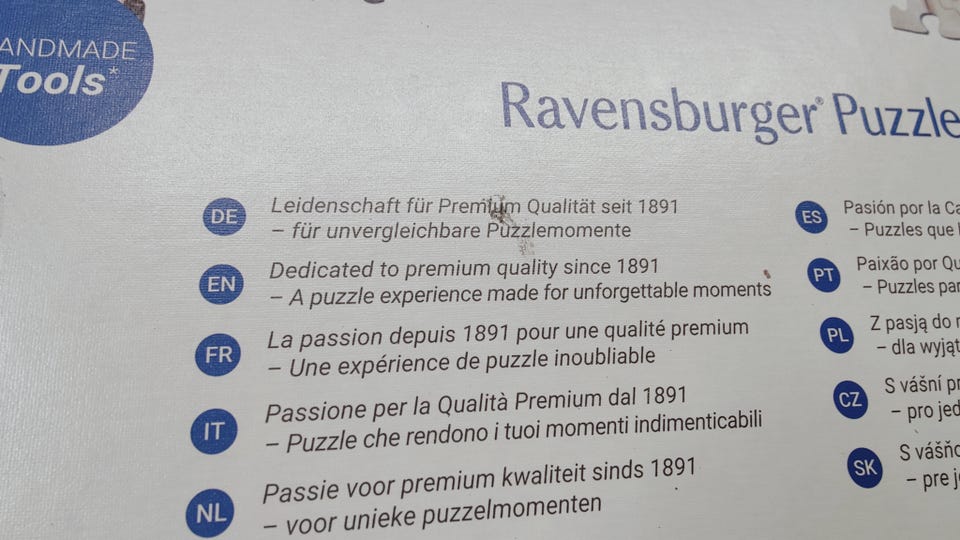 HANDMADE
Tools*
Ravensburger® Puzzle
DE
Leidenschaft für Premium Qualität seit 1891
– für unvergleichbare Puzzlemomente
EN
Dedicated to premium quality since 1891
– A puzzle experience made for unforgettable moments
FR
La passion depuis 1891 pour une qualité premium
– Une expérience de puzzle inoubliable
IT
Passione per la Qualità Premium dal 1891
– Puzzle che rendono i tuoi momenti indimenticabili
NL
Passie voor premium kwaliteit sinds 1891
– voor unieke puzzelmomenten
ES
Pasión por la
– Puzzles que
PT
Paixão por
– Puzzles
PL
Z pasją do
– dla
CZ
S vášní
– pro
SK
S
– pre